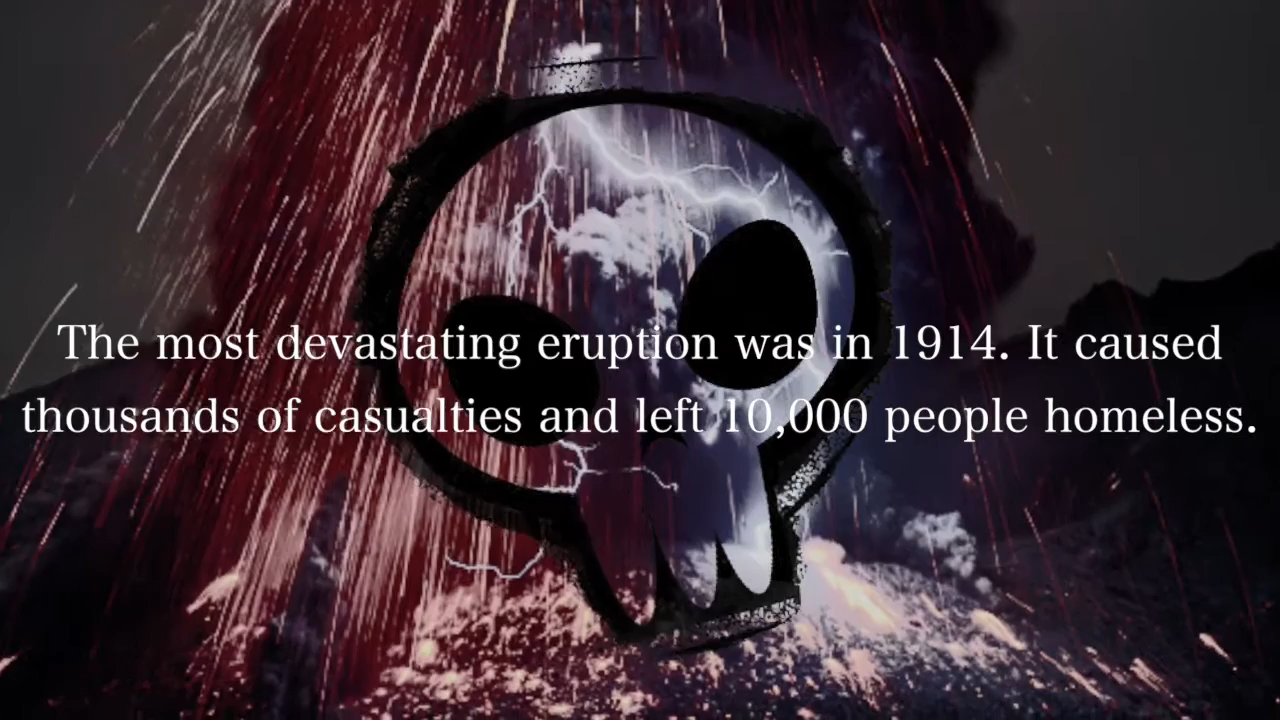 The most devastating eruption was in 1914. It caused
thousands of casualties and left 10,000 people homeless.